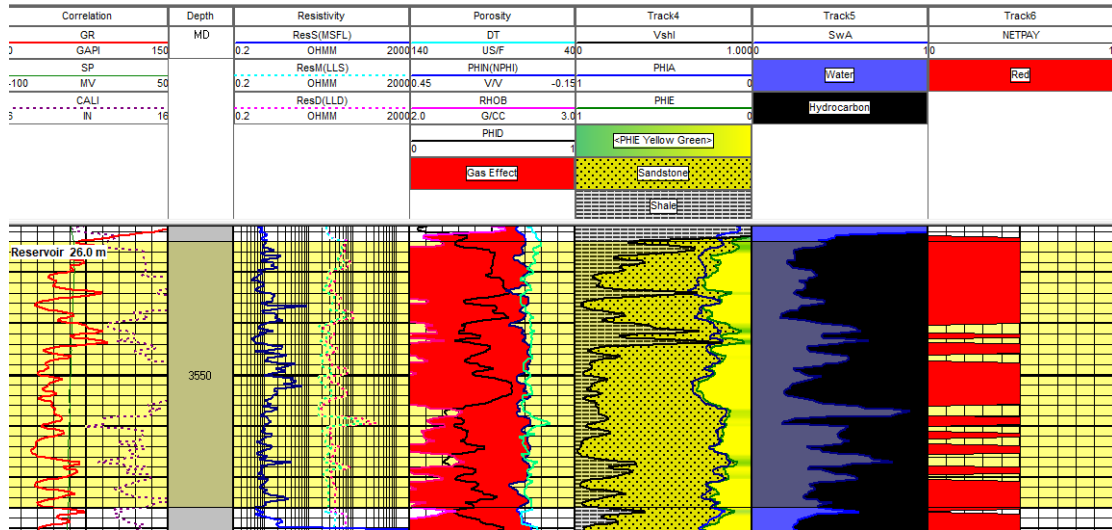 Correlation Depth Resistivity Porosity Track4 Track5 Track6
GR MD ResS(MSFL) DT Vshl SwA NETPAY
0 GAPI 150 0.2 OHMM 2000 140 US/F 40 0 1.000 0 1 0 1
SP ResM(LLS) PHIN(NPHI) PHIA Water Red
-100 MV 50 0.2 OHMM 2000 0.45 V/V -0.15 1 0
CALI ResD(LLD) RHOB PHIE Hydrocarbon
6 IN 16 0.2 OHMM 2000 2.0 G/CC 3.0 1 0
PHID <PHIE Yellow Green>
0 1
Gas Effect Sandstone
Shale
Reservoir 26.0 m
3550